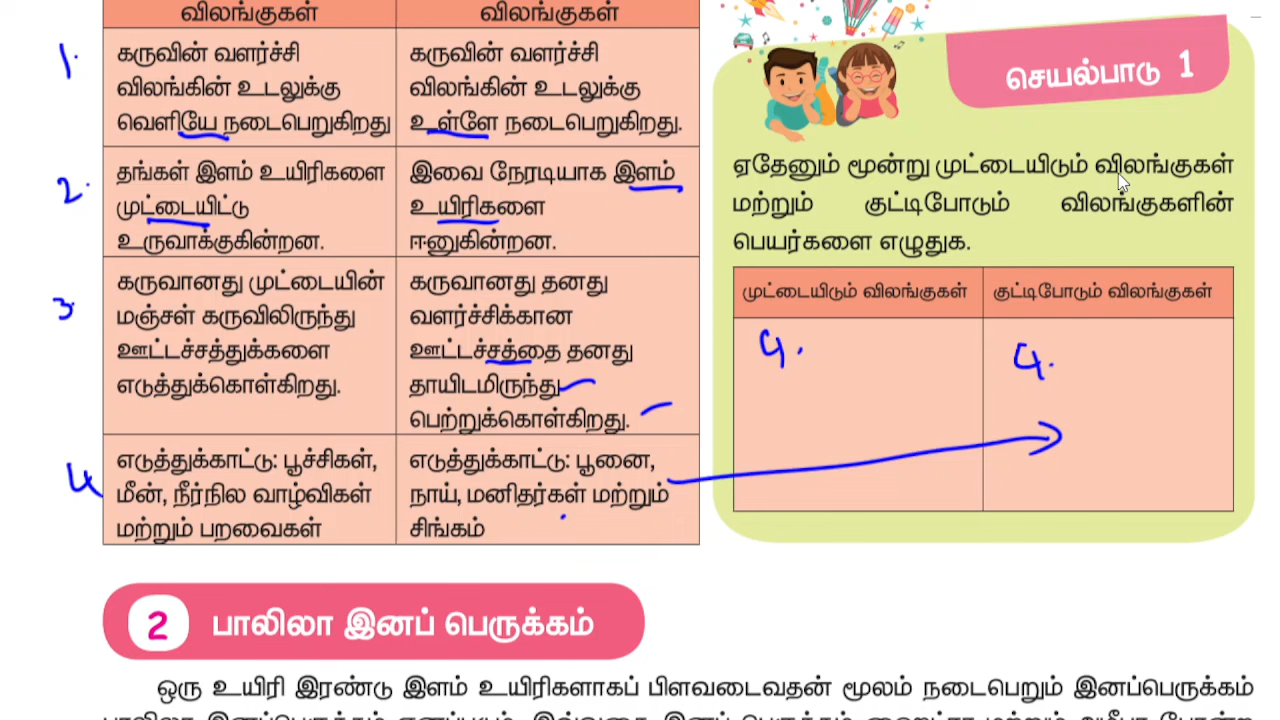 விலங்குகள் விலங்குகள்
1. கருவின் வளர்ச்சி
விலங்கின் உடலுக்கு
வெளியே நடைபெறுகிறது
கருவின் வளர்ச்சி
விலங்கின் உடலுக்கு
உள்ளே நடைபெறுகிறது.
2. தங்கள் இளம் உயிரிகளை
முட்டையிட்டு
உருவாக்குகின்றன.
இவை நேரடியாக இளம்
உயிரிகளை
ஈனுகின்றன.
3. கருவானது முட்டையின்
மஞ்சள் கருவிலிருந்து
ஊட்டச்சத்துக்களை
எடுத்துக்கொள்கிறது.
கருவானது தனது
வளர்ச்சிக்கான
ஊட்டச்சத்தை தனது
தாயிடமிருந்து
பெற்றுக்கொள்கிறது.
4 எடுத்துக்காட்டு: பூச்சிகள்,
மீன், நீர்நில வாழ்விகள்
மற்றும் பறவைகள்
எடுத்துக்காட்டு: பூனை,
நாய், மனிதர்கள் மற்றும்
சிங்கம்
செயல்பாடு 1
ஏதேனும் மூன்று முட்டையிடும் விலங்குகள்
மற்றும் குட்டிபோடும் விலங்குகளின்
பெயர்களை எழுதுக.
முட்டையிடும் விலங்குகள் குட்டிபோடும் விலங்குகள்
4. 4.
2 பாலிலா இனப் பெருக்கம்
ஒரு உயிரி இரண்டு இளம் உயிரிகளாகப் பிளவடைவதன் மூலம் நடைபெறும் இனப்பெருக்கம்